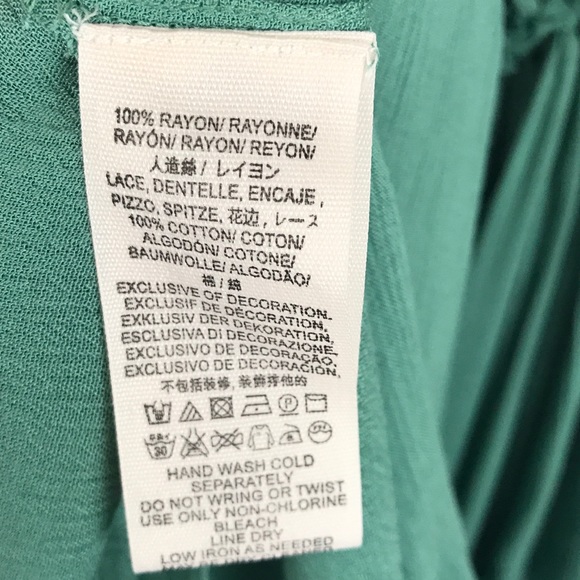 100% RAYON/ RAYONNE/
RAYÓN/ RAYON/ REYON/
人造絲 / レイヨン
LACE, DENTELLE, ENCAJE ,
PIZZO, SPITZE, 花边, レース
100% COTTON/ COTON/
ALGODÓN/ COTONE/
BAUMWOLLE/ ALGODÃO/
棉 / 綿
EXCLUSIVE OF DECORATION.
EXCLUSIF DE DÉCORATION.
EXKLUSIV DER DEKORATION.
ESCLUSIVA DI DECORAZIONE.
EXCLUSIVO DE DECORAÇÃO.
EXCLUSIVO DE DECORACIÓN.
不包括装修, 装飾修他的
30
HAND WASH COLD
SEPARATELY
DO NOT WRING OR TWIST
USE ONLY NON-CHLORINE
BLEACH
LINE DRY
LOW IRON AS NEEDED